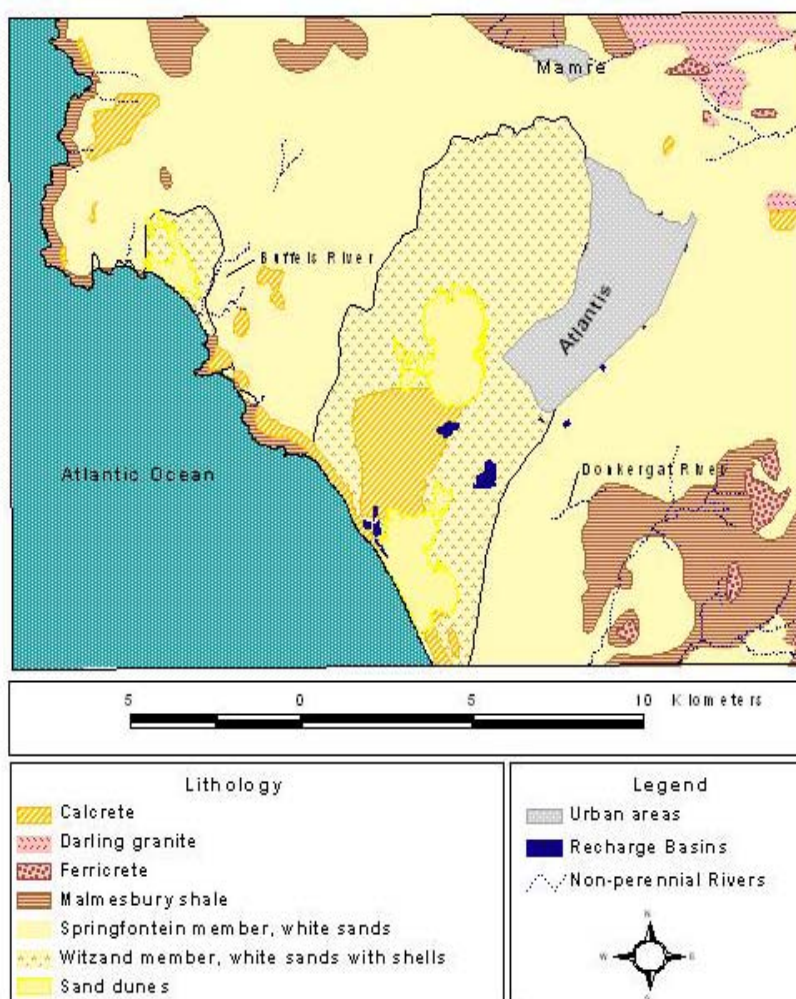 Mamre
Buffels River
Atlantis
Donkergat River
Atlantic Ocean
5 0 5 10 Kilometers
Lithology
Calcrete
Darling granite
Ferricrete
Malmesbury shale
Springfontein member, white sands
Witzand member, white sands with shells
Sand dunes
Legend
Urban areas
Recharge Basins
Non-perennial Rivers
N
W E
S